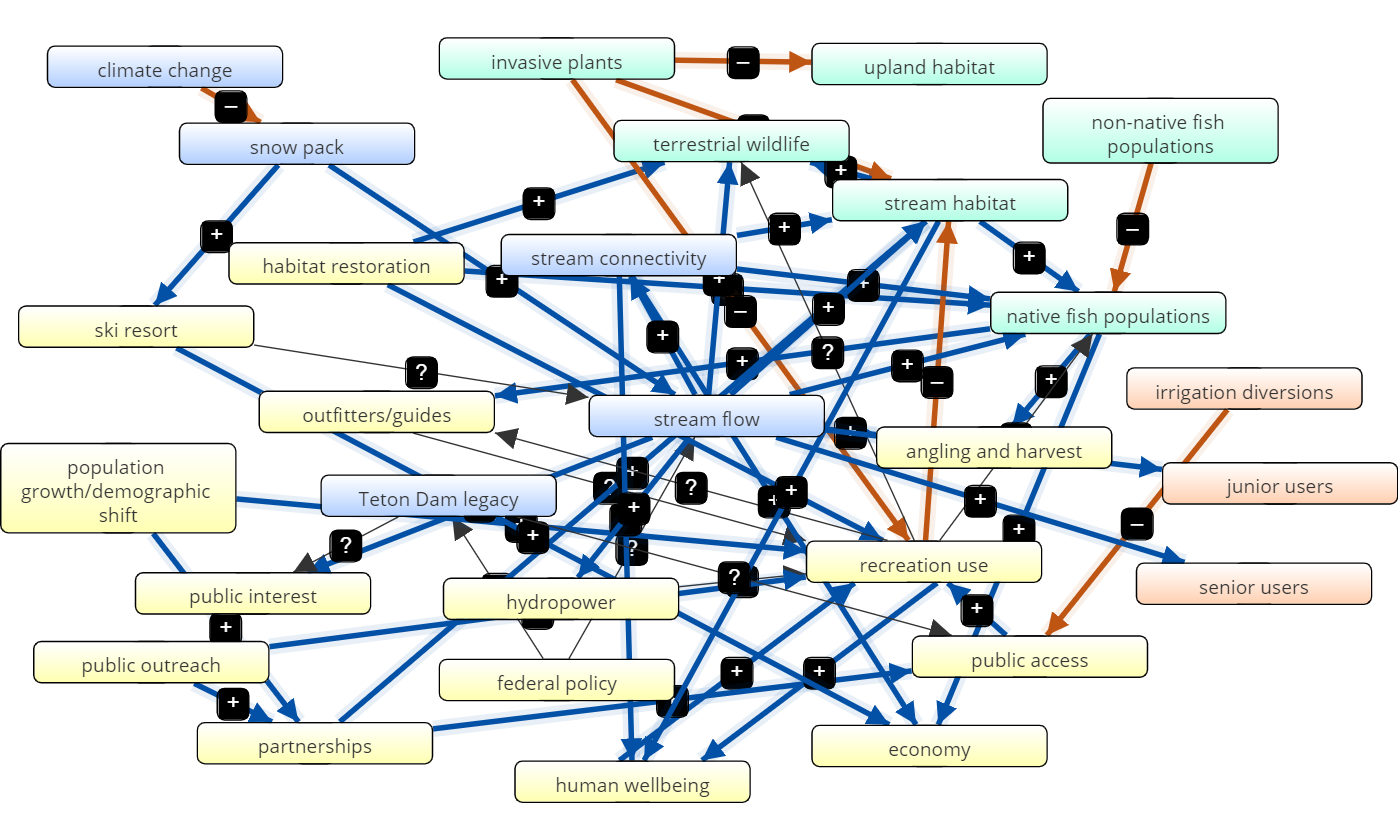 climate change
invasive plants
upland habitat
−
−
non-native fish
populations
snow pack
terrestrial wildlife
+
stream habitat
+
+
−
+
stream connectivity
habitat restoration
+
+
+
+
native fish populations
+
−
ski resort
+
?
+
+
?
−
+
irrigation diversions
outfitters/guides
stream flow
+
angling and harvest
population
growth/demographic
shift
+
?
?
junior users
Teton Dam legacy
+
+
+
+
−
+
+
?
?
recreation use
?
senior users
public interest
hydropower
+
+
public outreach
public access
+
+
federal policy
+
partnerships
economy
human wellbeing